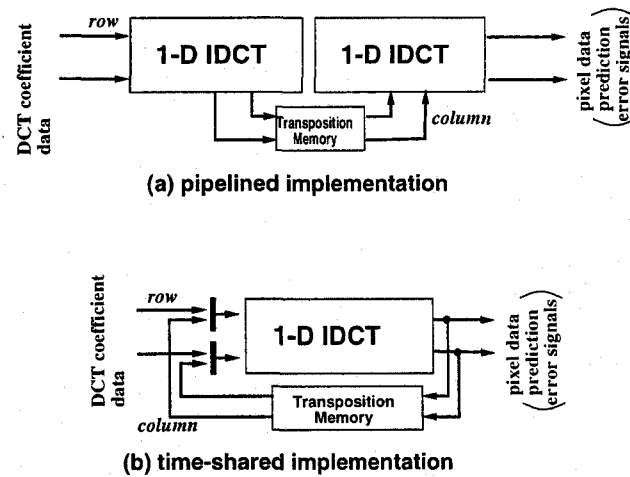 row
1-D IDCT
1-D IDCT
DCT coefficient
data
Transposition
Memory
column
pixel data
(prediction
error signals)
(a) pipelined implementation
row
1-D IDCT
DCT coefficient
data
Transposition
Memory
column
pixel data
(prediction
error signals)
(b) time-shared implementation